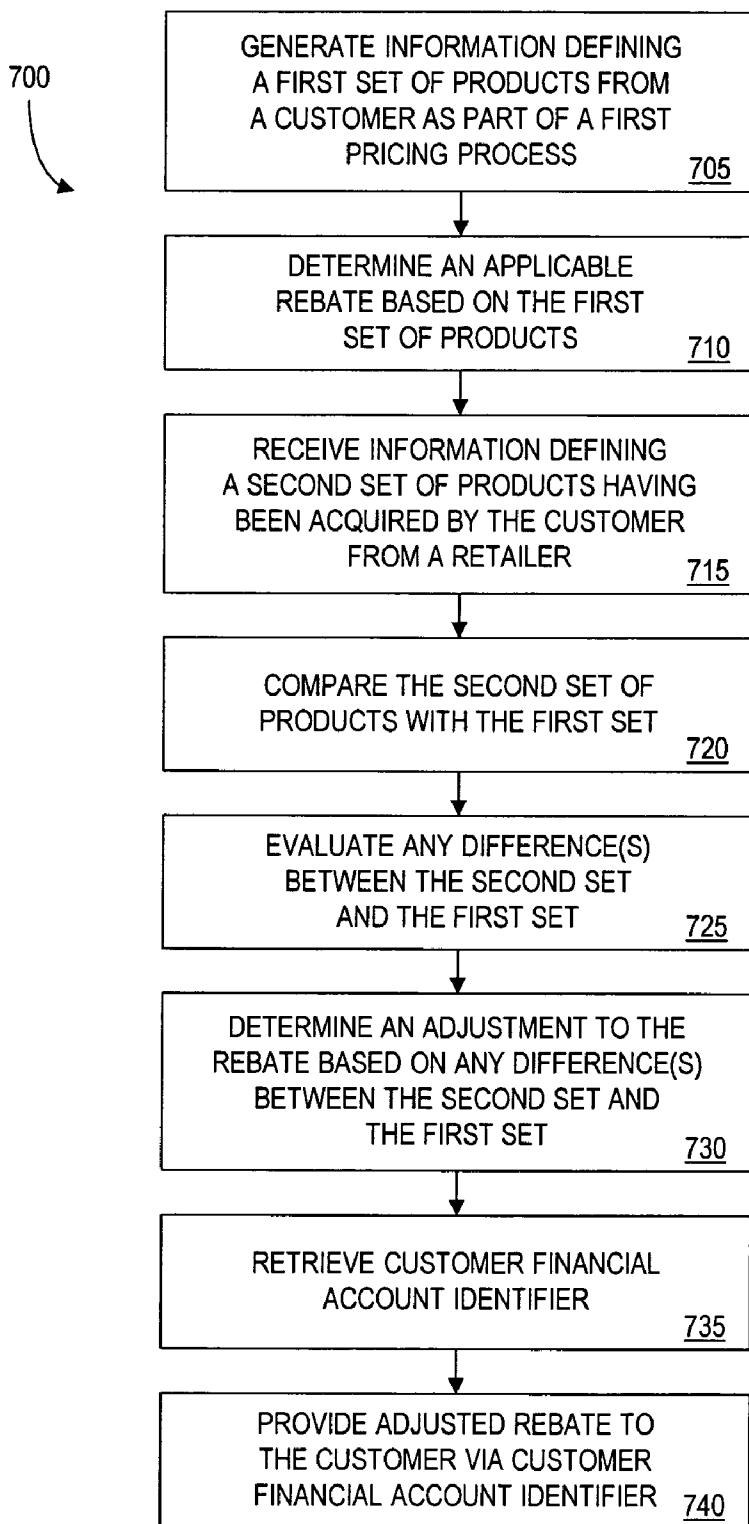 700
GENERATE INFORMATION DEFINING
A FIRST SET OF PRODUCTS FROM
A CUSTOMER AS PART OF A FIRST
PRICING PROCESS
705
DETERMINE AN APPLICABLE
REBATE BASED ON THE FIRST
SET OF PRODUCTS
710
RECEIVE INFORMATION DEFINING
A SECOND SET OF PRODUCTS HAVING
BEEN ACQUIRED BY THE CUSTOMER
FROM A RETAILER
715
COMPARE THE SECOND SET OF
PRODUCTS WITH THE FIRST SET
720
EVALUATE ANY DIFFERENCE(S)
BETWEEN THE SECOND SET
AND THE FIRST SET
725
DETERMINE AN ADJUSTMENT TO THE
REBATE BASED ON ANY DIFFERENCE(S)
BETWEEN THE SECOND SET AND
THE FIRST SET
730
RETRIEVE CUSTOMER FINANCIAL
ACCOUNT IDENTIFIER
735
PROVIDE ADJUSTED REBATE TO
THE CUSTOMER VIA CUSTOMER
FINANCIAL ACCOUNT IDENTIFIER
740